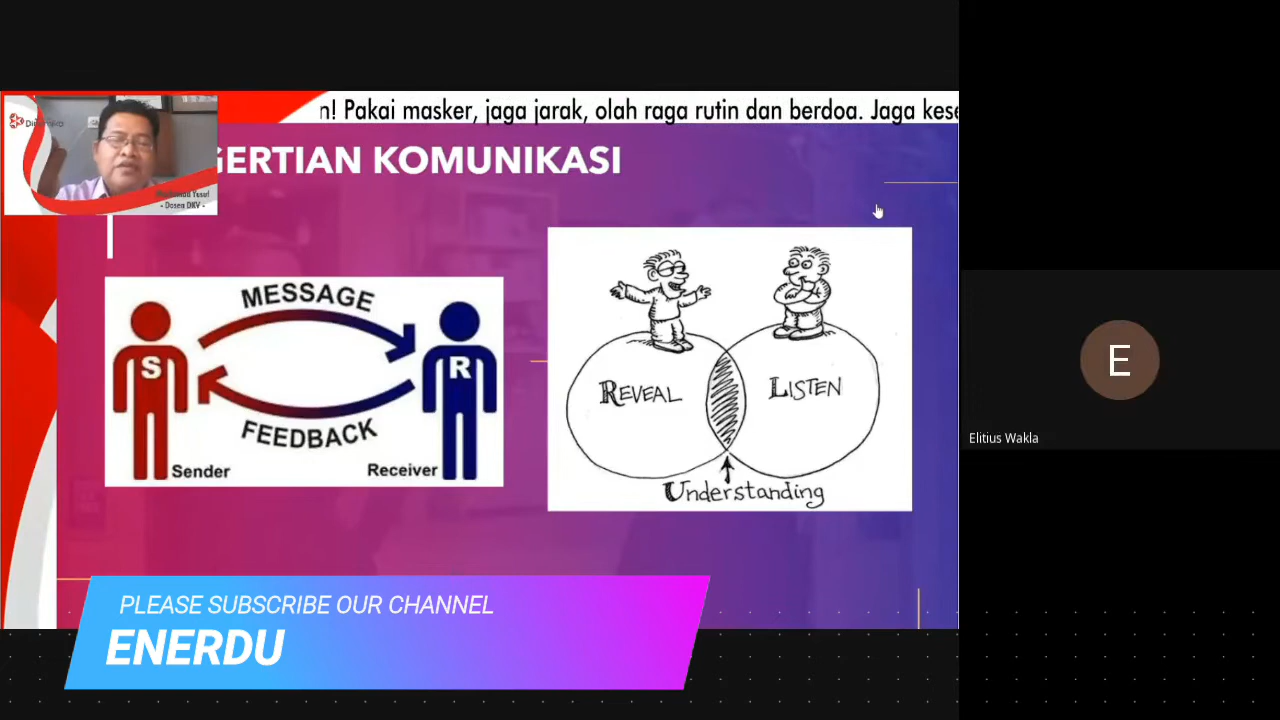 n! Pakai masker, jaga jarak, olah raga rutin dan berdoa. Jaga kese
GERTIAN KOMUNIKASI
Yusuf
- Dosen DKV -
MESSAGE
S
R
FEEDBACK
Sender
Receiver
REVEAL
LISTEN
Understanding
E
Elitius Wakla
PLEASE SUBSCRIBE OUR CHANNEL
ENERDU